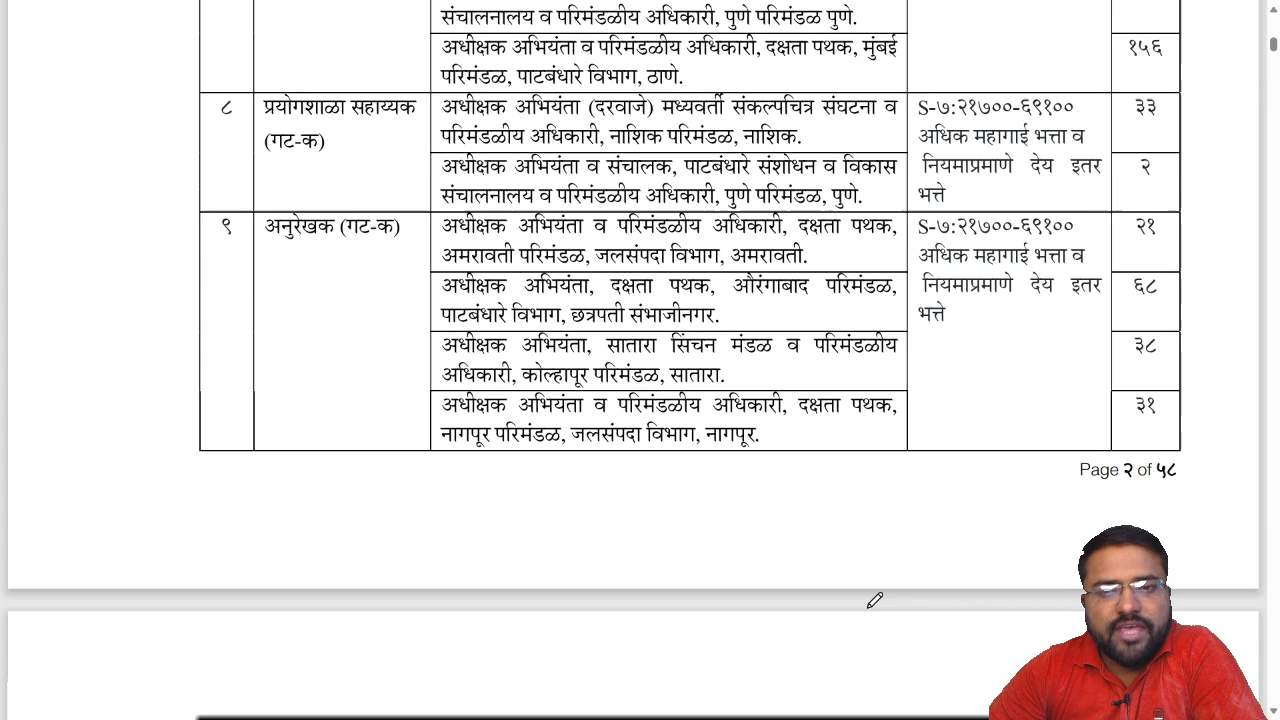 संचालनालय व परिमंडळीय अधिकारी, पुणे परिमंडळ पुणे.
अधीक्षक अभियंता व परिमंडळीय अधिकारी, दक्षता पथक, मुंबई
परिमंडळ, पाटबंधारे विभाग, ठाणे.
१५६
८
प्रयोगशाळा सहाय्यक
(गट-क)
अधीक्षक अभियंता (दरवाजे) मध्यवर्ती संकल्पचित्र संघटना व
परिमंडळीय अधिकारी, नाशिक परिमंडळ, नाशिक.
S-७:२१७००-६९१००
अधिक महागाई भत्ता व
नियमाप्रमाणे देय इतर
भत्ते
३३
अधीक्षक अभियंता व संचालक, पाटबंधारे संशोधन व विकास
संचालनालय व परिमंडळीय अधिकारी, पुणे परिमंडळ, पुणे.
२
९
अनुरेखक (गट-क)
अधीक्षक अभियंता व परिमंडळीय अधिकारी, दक्षता पथक,
अमरावती परिमंडळ, जलसंपदा विभाग, अमरावती.
S-७:२१७००-६९१००
अधिक महागाई भत्ता व
नियमाप्रमाणे देय इतर
भत्ते
२१
अधीक्षक अभियंता, दक्षता पथक, औरंगाबाद परिमंडळ,
पाटबंधारे विभाग, छत्रपती संभाजीनगर.
६८
अधीक्षक अभियंता, सातारा सिंचन मंडळ व परिमंडळीय
अधिकारी, कोल्हापूर परिमंडळ, सातारा.
३८
अधीक्षक अभियंता व परिमंडळीय अधिकारी, दक्षता पथक,
नागपूर परिमंडळ, जलसंपदा विभाग, नागपूर.
३१
Page २ of ५८